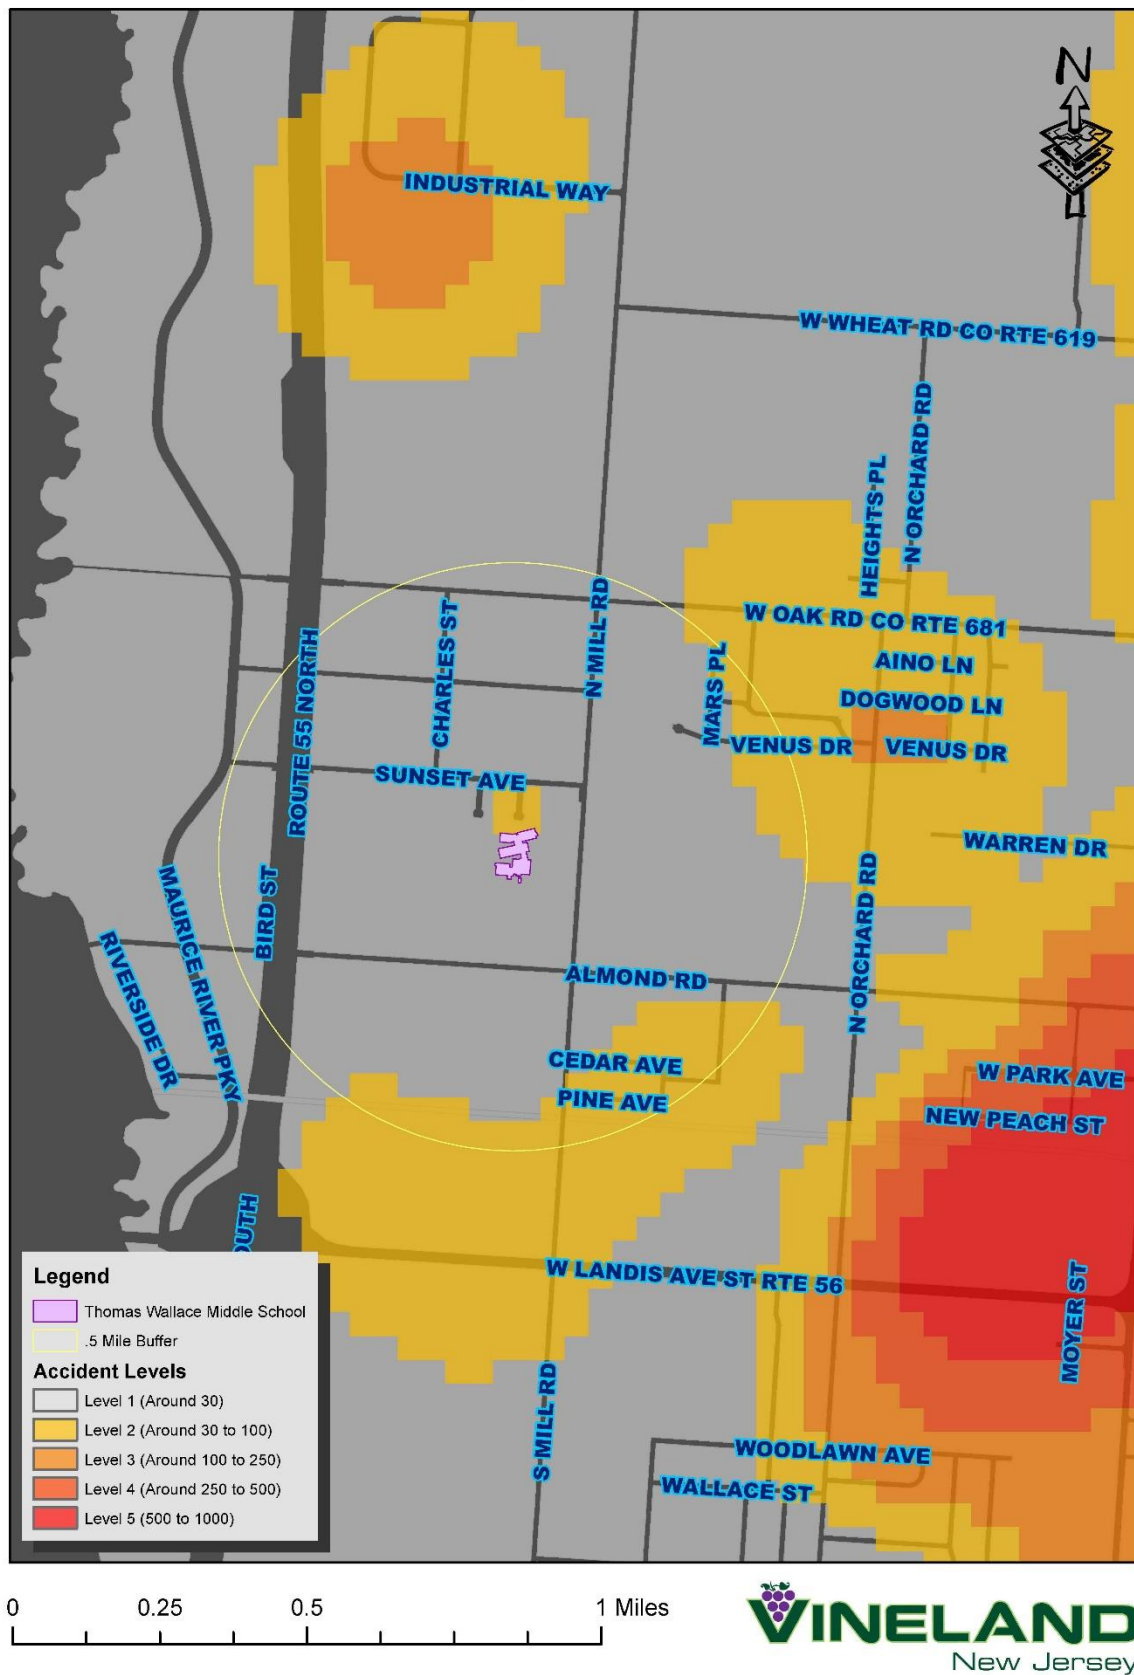 N
INDUSTRIAL WAY
W WHEAT RD CO RTE 619
N ORCHARD RD
HEIGHTS PL
W OAK RD CO RTE 681
N MILL RD
CHARLES ST
ROUTE 55 NORTH
MARS PL
AINO LN
DOGWOOD LN
VENUS DR
VENUS DR
SUNSET AVE
WARREN DR
BIRD ST
MAURICE RIVER PKY
RIVERSIDE DR
N ORCHARD RD
ALMOND RD
CEDAR AVE
PINE AVE
W PARK AVE
NEW PEACH ST
OUTH
W LANDIS AVE ST RTE 56
MOYER ST
S MILL RD
WOODLAWN AVE
WALLACE ST
Legend
Thomas Wallace Middle School
.5 Mile Buffer
Accident Levels
Level 1 (Around 30)
Level 2 (Around 30 to 100)
Level 3 (Around 100 to 250)
Level 4 (Around 250 to 500)
Level 5 (500 to 1000)
0 0.25 0.5 1 Miles
VINELAND
New Jersey